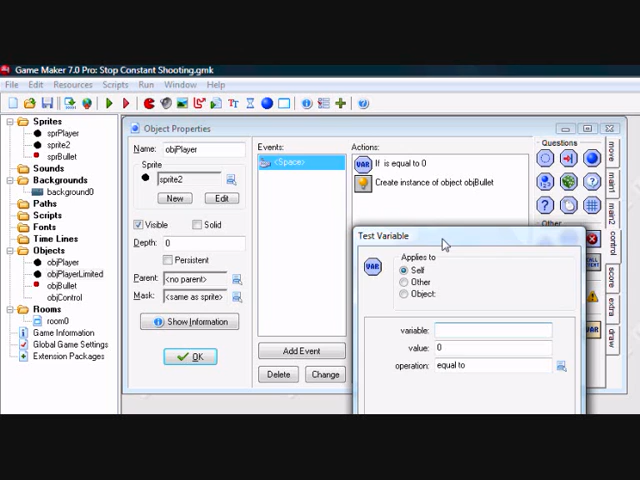 Game Maker 7.0 Pro: Stop Constant Shooting.gmk
File Edit Resources Scripts Run Window Help
Sprites
sprPlayer
sprite2
sprBullet
Sounds
Backgrounds
background0
Paths
Scripts
Fonts
Time Lines
Objects
objPlayer
objPlayerLimited
objBullet
objControl
Rooms
room0
Game Information
Global Game Settings
Extension Packages
Object Properties
Name: objPlayer
Sprite
sprite2
New Edit
Visible Solid
Depth: 0
Persistent
Parent: <no parent>
Mask: <same as sprite>
Show Information
OK
Events:
<Space>
Add Event
Delete Change
Actions:
If is equal to 0
Create instance of object objBullet
Questions
Other
move
main1
main2
control
score
extra
draw
VAR
Test Variable
VAR
Applies to
Self
Other
Object:
variable:
value: 0
operation: equal to
VAR